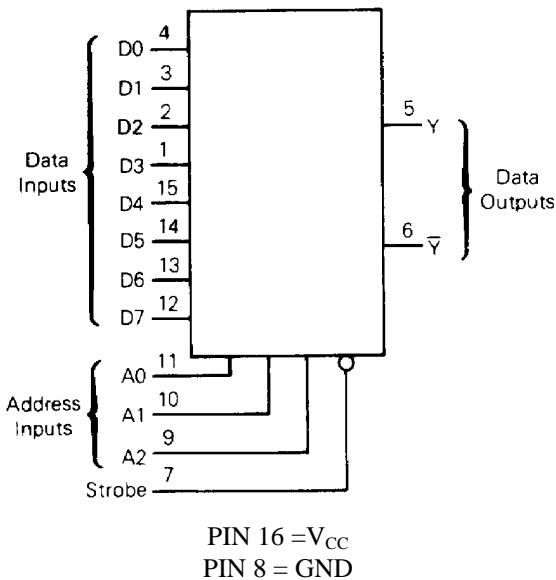 D0 4
D1 3
D2 2
D3 1
D4 15
D5 14
D6 13
D7 12
Data
Inputs
5 Y
6 Y̅
Data
Outputs
A0 11
A1 10
A2 9
Address
Inputs
Strobe 7
PIN 16 =VCC
PIN 8 = GND